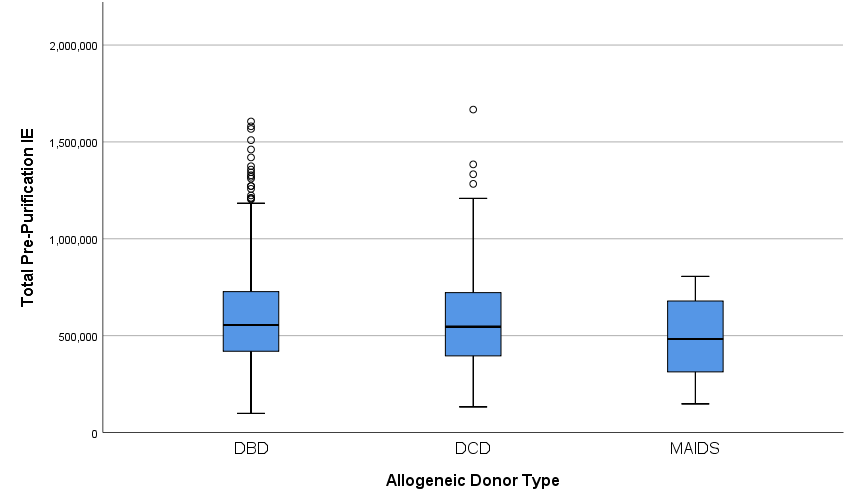 Total Pre-Purification IE
2,000,000
1,500,000
1,000,000
500,000
0
DBD DCD MAIDS
Allogeneic Donor Type